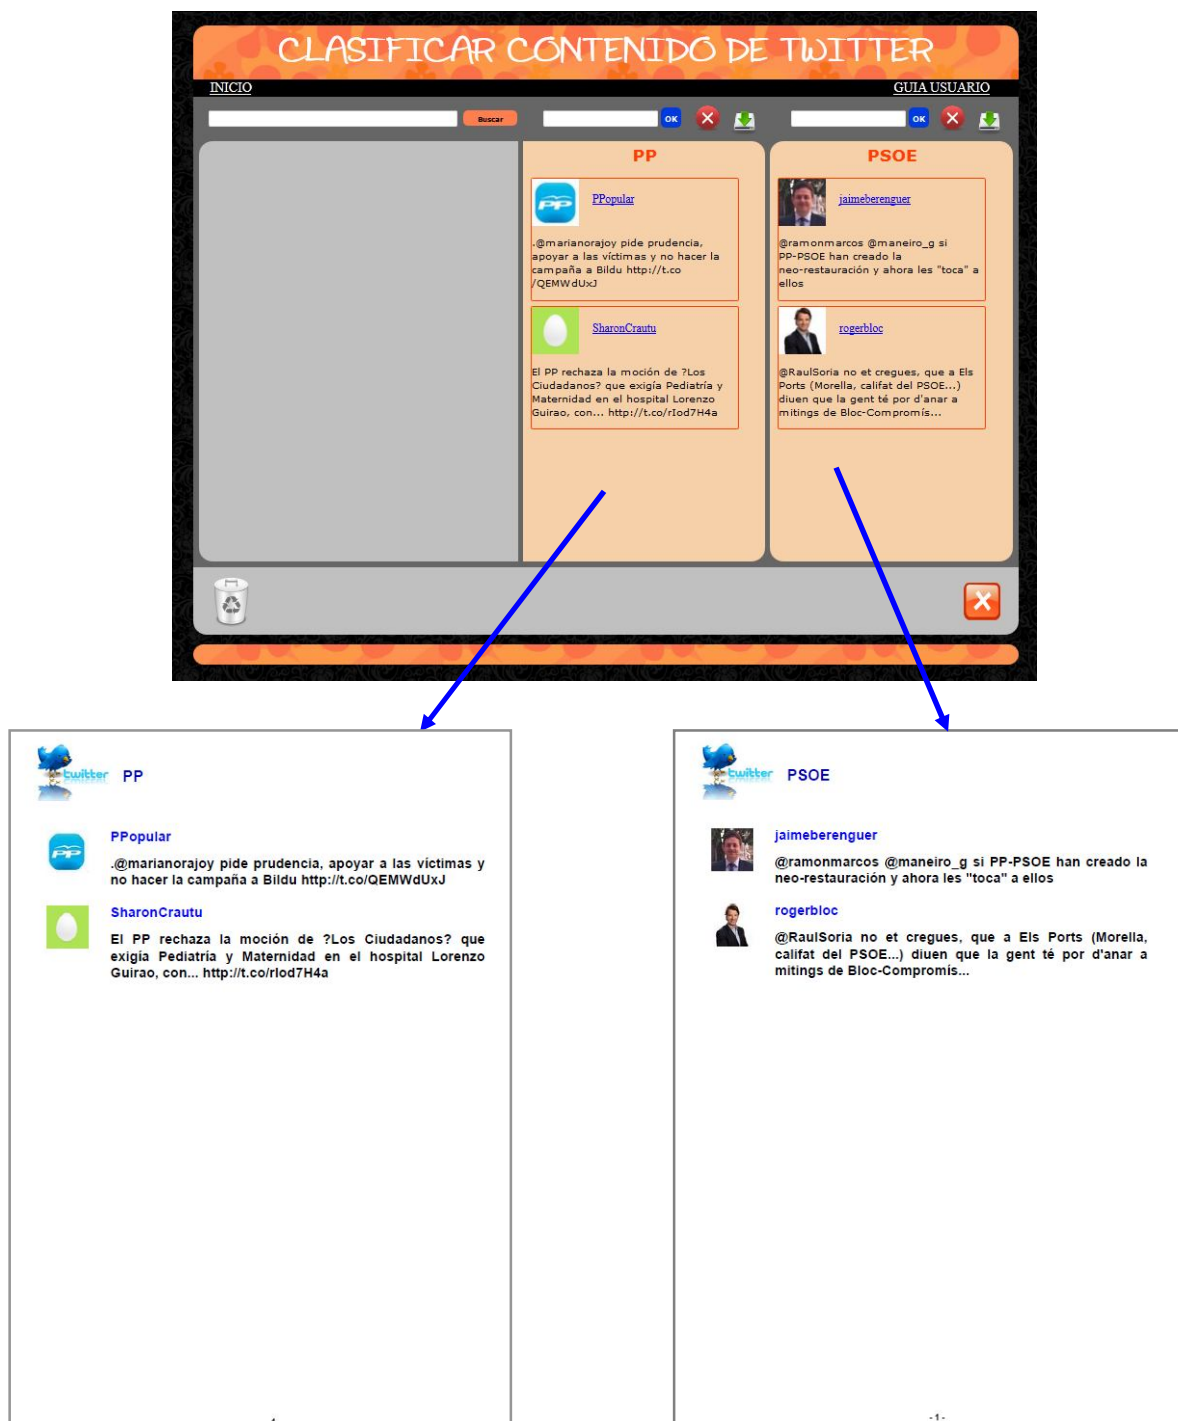 CLASIFICAR CONTENIDO DE TWITTER
INICIO
GUIA USUARIO
Buscar
OK
OK
PP
PPopular
.@marianorajoy pide prudencia,
apoyar a las víctimas y no hacer la
campaña a Bildu http://t.co
/QEMWdUxJ
SharonCrautu
El PP rechaza la moción de ?Los
Ciudadanos? que exigía Pediatría y
Maternidad en el hospital Lorenzo
Guirao, con... http://t.co/rIod7H4a
PSOE
jaimeberenguer
@ramonmarcos @maneiro_g si
PP-PSOE han creado la
neo-restauración y ahora les "toca" a
ellos
rogerbloc
@RaulSoria no et cregues, que a Els
Ports (Morella, califat del PSOE...)
diuen que la gent té por d'anar a
mitings de Bloc-Compromís...
twitter PP
PPopular
.@marianorajoy pide prudencia, apoyar a las víctimas y
no hacer la campaña a Bildu http://t.co/QEMWdUxJ
SharonCrautu
El PP rechaza la moción de ?Los Ciudadanos? que
exigía Pediatría y Maternidad en el hospital Lorenzo
Guirao, con... http://t.co/rIod7H4a
twitter PSOE
jaimeberenguer
@ramonmarcos @maneiro_g si PP-PSOE han creado la
neo-restauración y ahora les "toca" a ellos
rogerbloc
@RaulSoria no et cregues, que a Els Ports (Morella,
califat del PSOE...) diuen que la gent té por d'anar a
mitings de Bloc-Compromís...
-1-